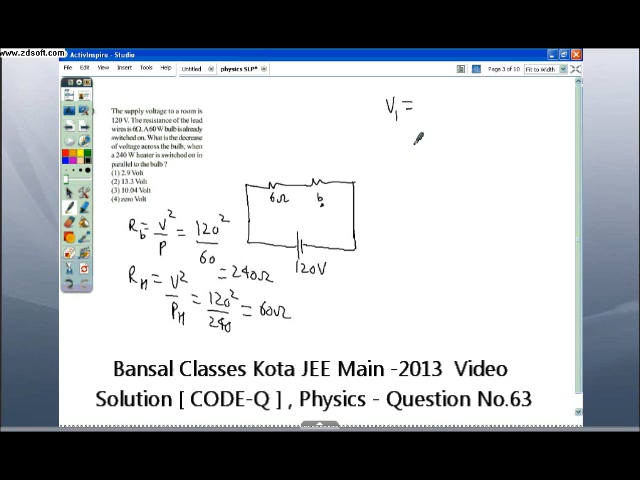 www.zdsoft.com
ActivInspire - Studio
File Edit View Insert Tools Help
Untitled physics SLP*
Page 3 of 10 Fit to width
The supply voltage to a room is
120 V. The resistance of the lead
wires is 6Ω. A 60 W bulb is already
switched on. What is the decrease
of voltage across the bulb, when
a 240 W heater is switched on in
parallel to the bulb ?
(1) 2.9 Volt
(2) 13.3 Volt
(3) 10.04 Volt
(4) zero Volt
V₁ =
6Ω b
120V
R_b = V²/P = 120²/60 = 240Ω
R_H = V²/P_H = 120²/240 = 60Ω
Bansal Classes Kota JEE Main -2013 Video
Solution [ CODE-Q ] , Physics - Question No.63